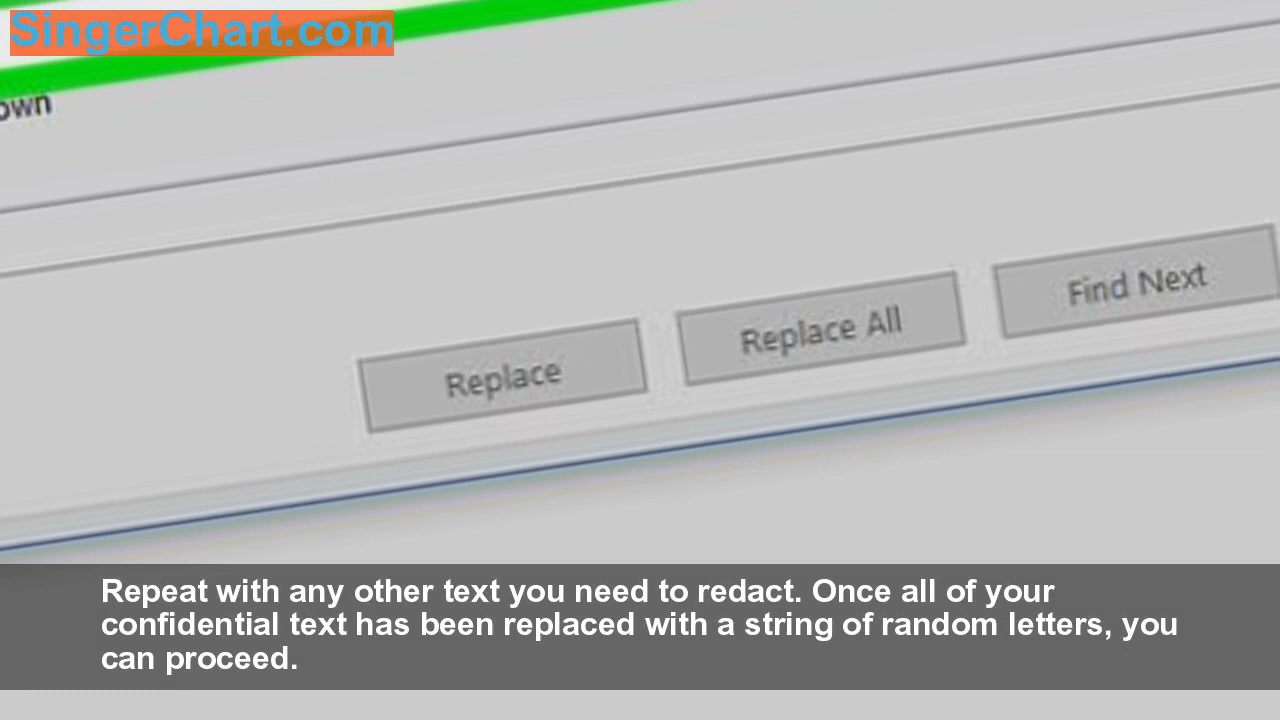 SingerChart.com
own
Replace
Replace All
Find Next
Repeat with any other text you need to redact. Once all of your
confidential text has been replaced with a string of random letters, you
can proceed.